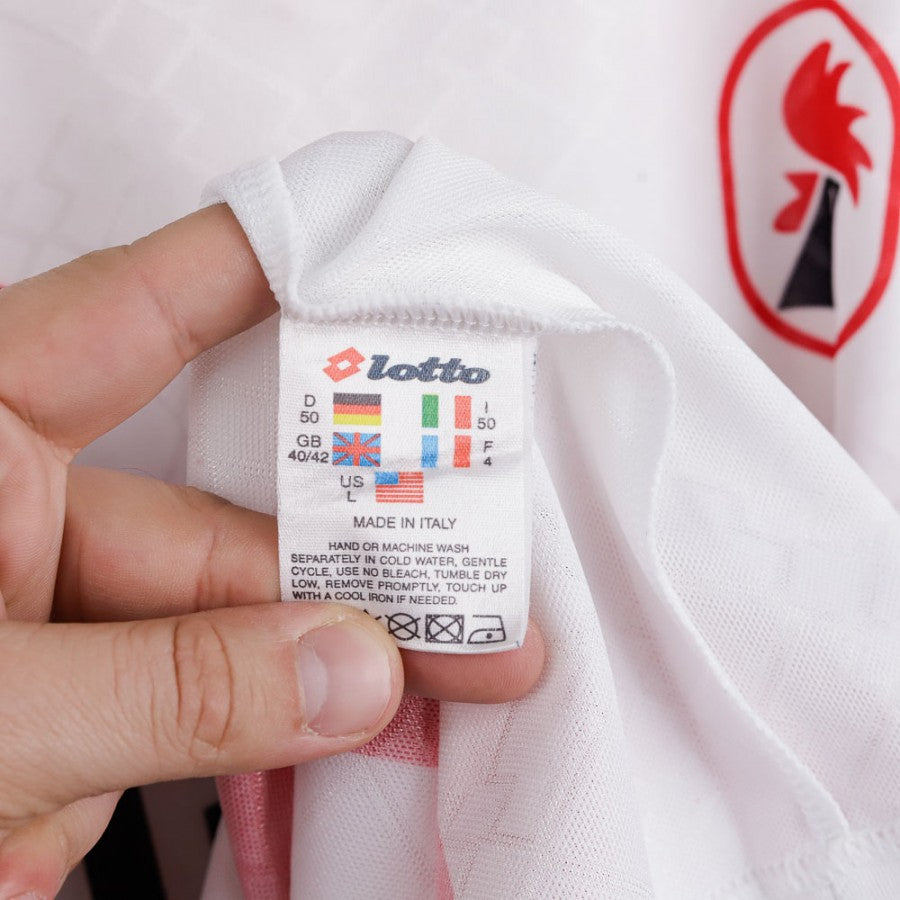 lotto
D 50 I 50
GB 40/42 F 4
US L
MADE IN ITALY
HAND OR MACHINE WASH
SEPARATELY IN COLD WATER, GENTLE
CYCLE, USE NO BLEACH, TUMBLE DRY
LOW, REMOVE PROMPTLY, TOUCH UP
WITH A COOL IRON IF NEEDED.